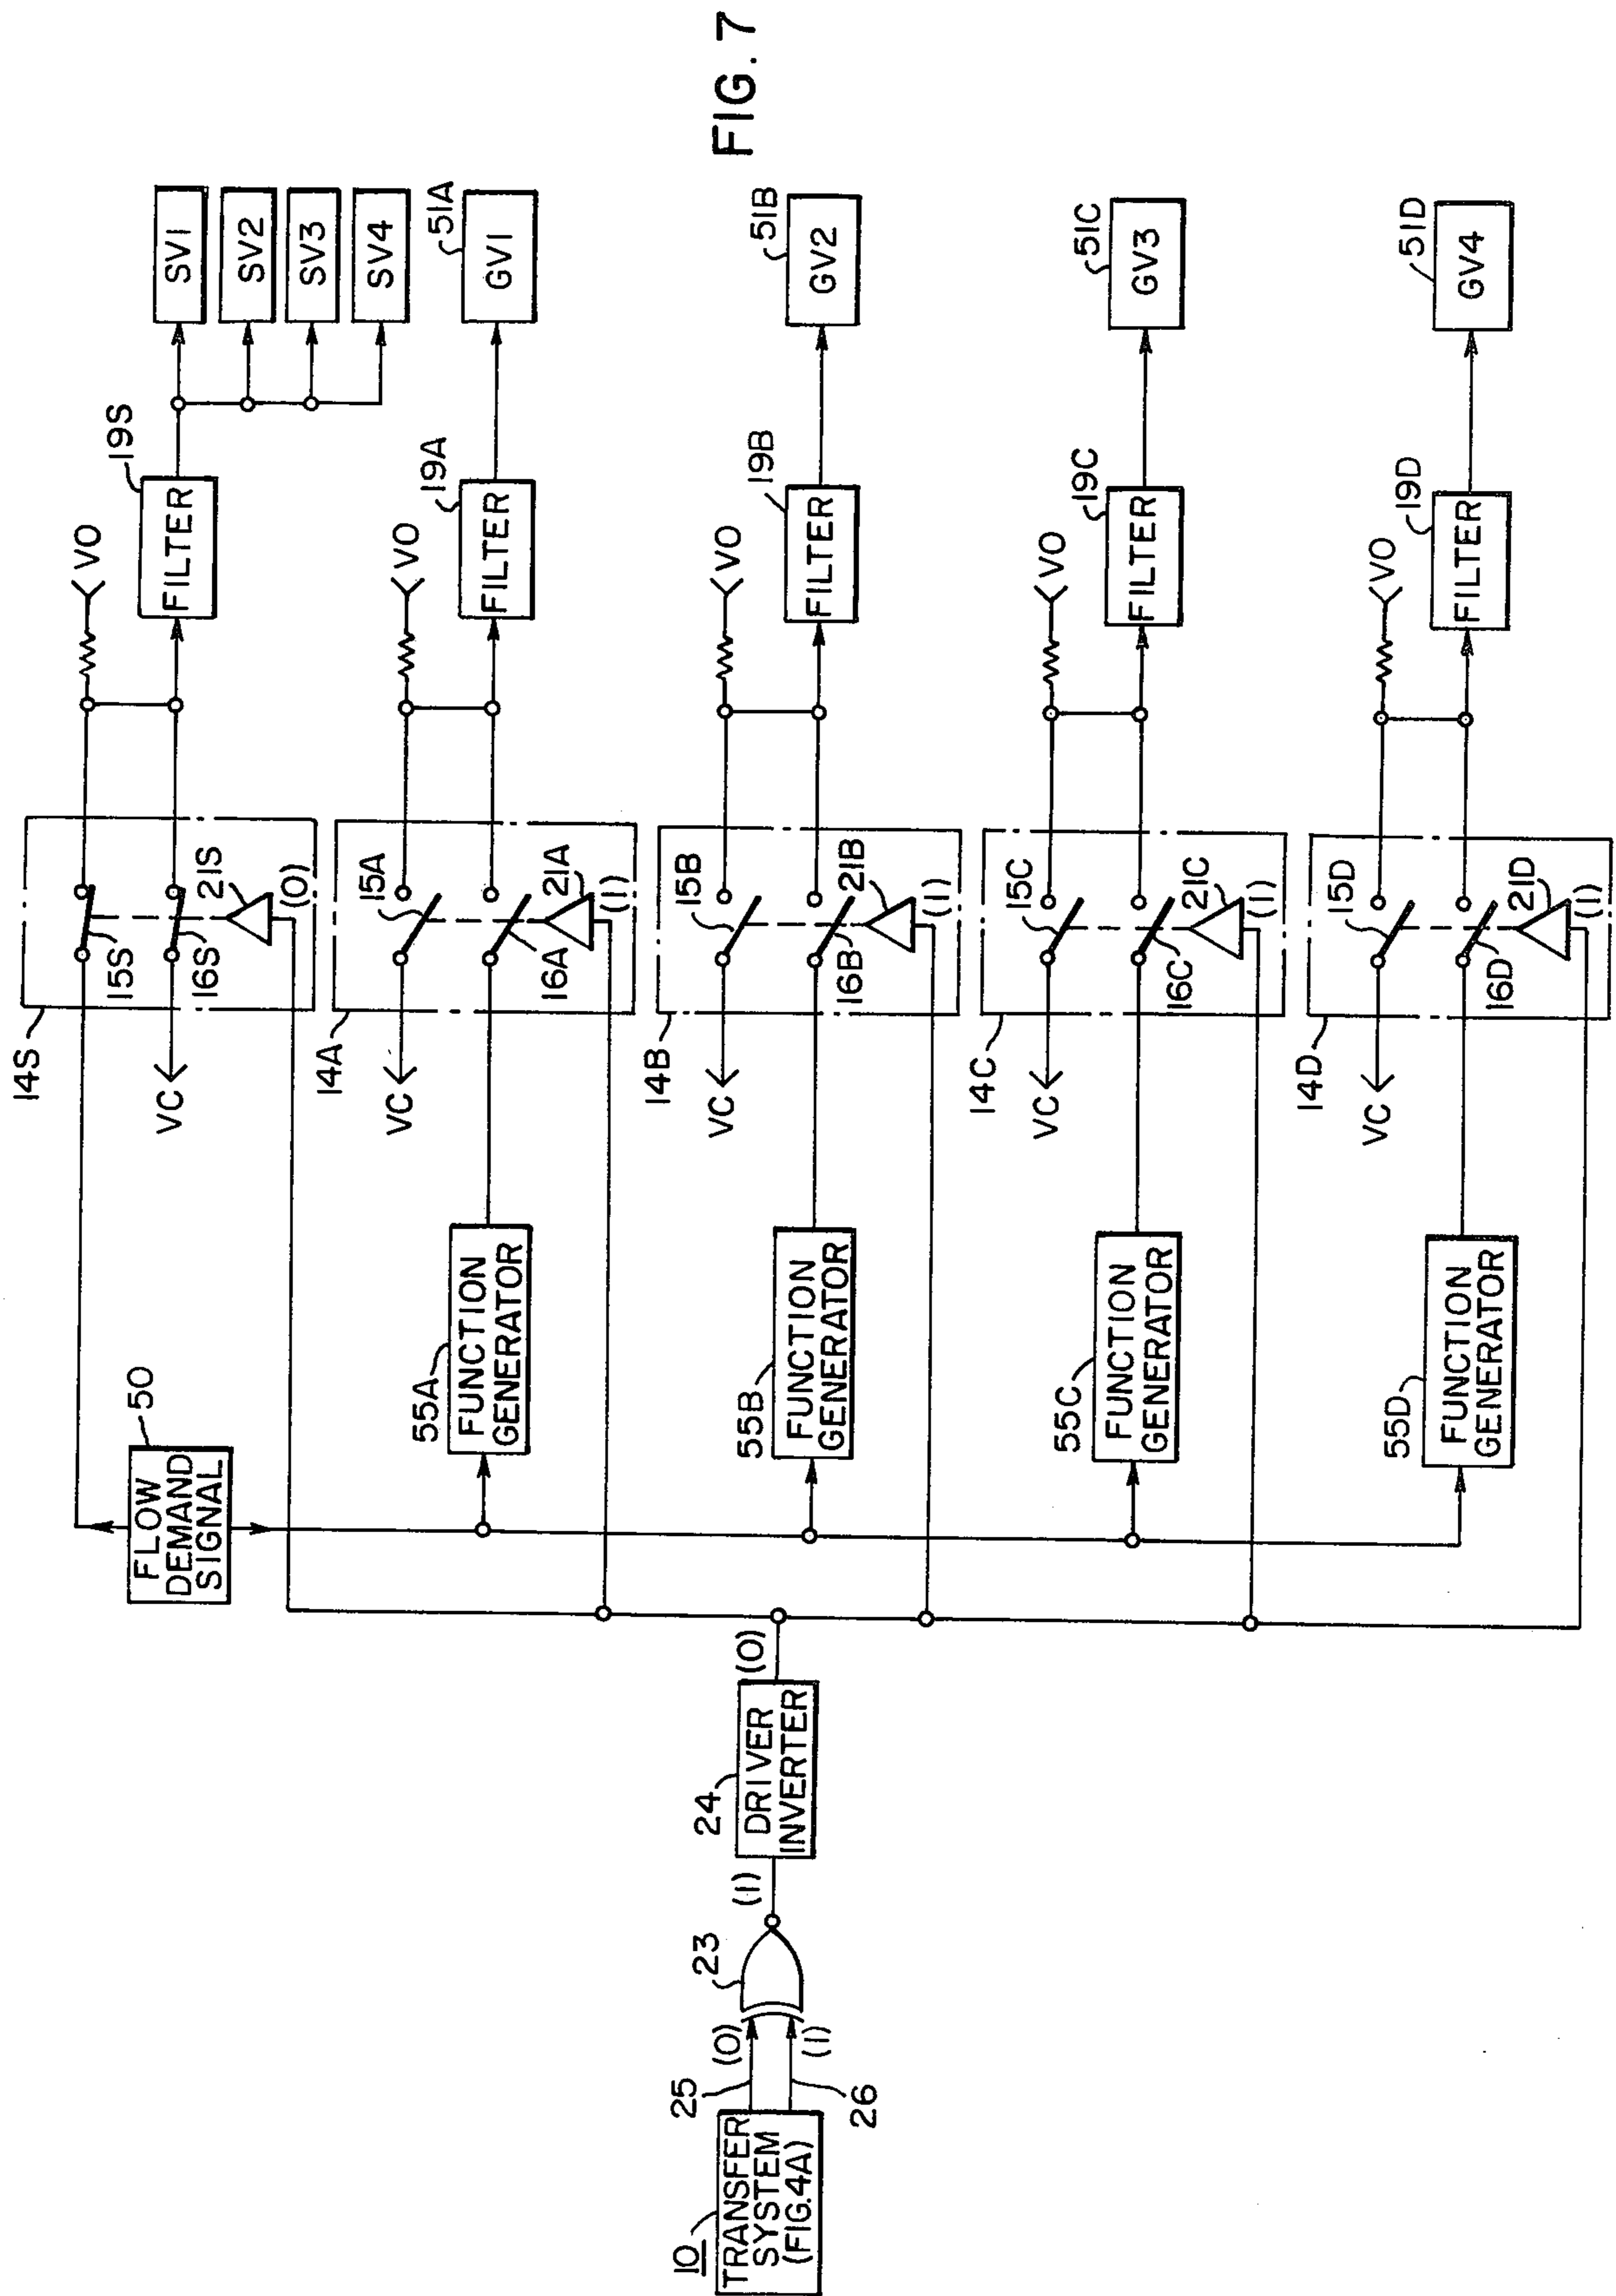 FIG. 7
10
TRANSFER
SYSTEM
(FIG.4A)
25
26
(0)
(1)
23
(1)
24
DRIVER
INVERTER
(0)
50
FLOW
DEMAND
SIGNAL
14S
VC
15S
16S
21S
(0)
VO
19S
FILTER
SV1
SV2
SV3
SV4
55A
FUNCTION
GENERATOR
14A
VC
15A
16A
21A
(1)
VO
19A
FILTER
51A
GV1
55B
FUNCTION
GENERATOR
14B
VC
15B
16B
21B
(1)
VO
19B
FILTER
51B
GV2
55C
FUNCTION
GENERATOR
14C
VC
15C
16C
21C
(1)
VO
19C
FILTER
51C
GV3
55D
FUNCTION
GENERATOR
14D
VC
15D
16D
21D
(1)
VO
19D
FILTER
51D
GV4